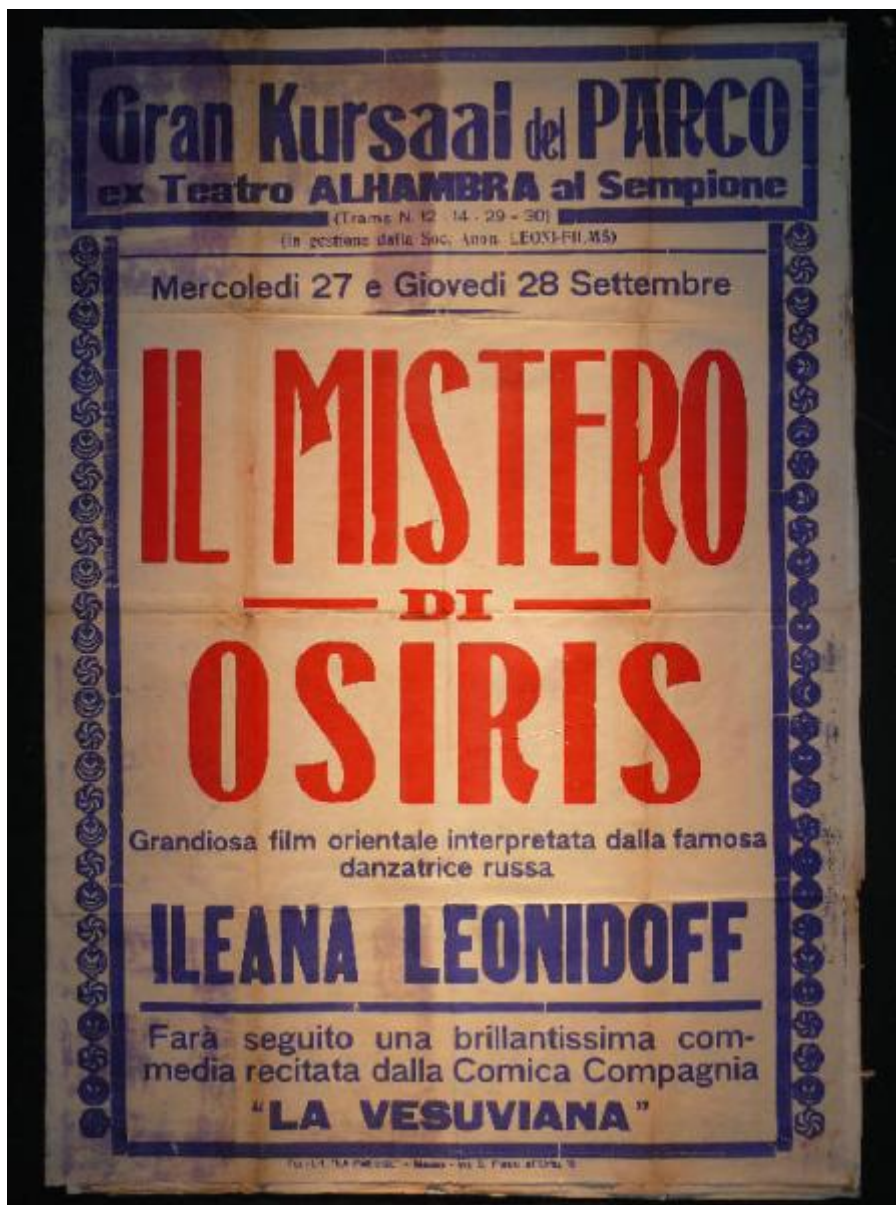 Gran Kursaal del PARCO
ex Teatro ALHAMBRA al Sempione
(Trams N. 12 - 14 - 29 - 30)
(in gestione dalla Soc. Anon. LEONI-FILMS)
Mercoledi 27 e Giovedi 28 Settembre
IL MISTERO
DI
OSIRIS
Grandiosa film orientale interpretata dalla famosa
danzatrice russa
ILEANA LEONIDOFF
Farà seguito una brillantissima com-
media recitata dalla Comica Compagnia
"LA VESUVIANA"